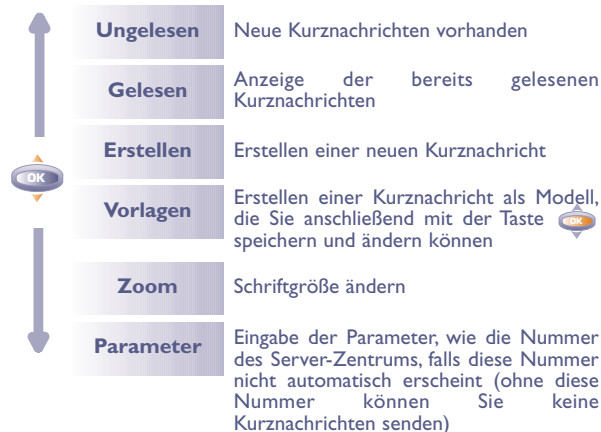 Ungelesen Neue Kurznachrichten vorhanden
Gelesen Anzeige der bereits gelesenen
Kurznachrichten
Erstellen Erstellen einer neuen Kurznachricht
OK
Vorlagen Erstellen einer Kurznachricht als Modell,
die Sie anschließend mit der Taste OK
speichern und ändern können
Zoom Schriftgröße ändern
Parameter Eingabe der Parameter, wie die Nummer
des Server-Zentrums, falls diese Nummer
nicht automatisch erscheint (ohne diese
Nummer können Sie keine
Kurznachrichten senden)